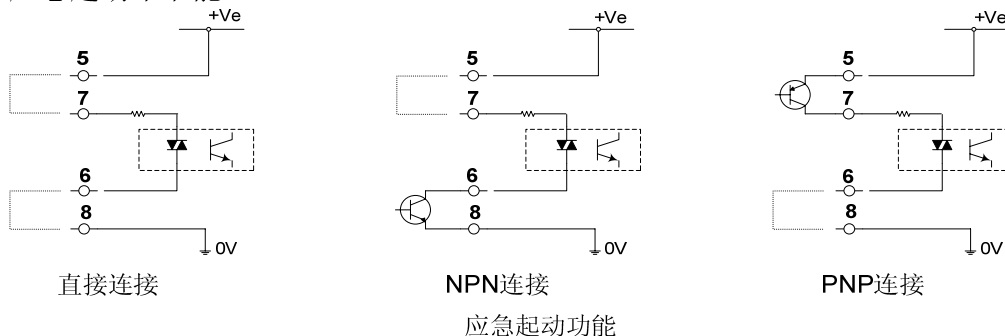 +Ve +Ve +Ve
5 5 5
7 7 7
6 6 6
8 8 8
0V 0V 0V
直接连接 NPN连接 PNP连接
应急起动功能